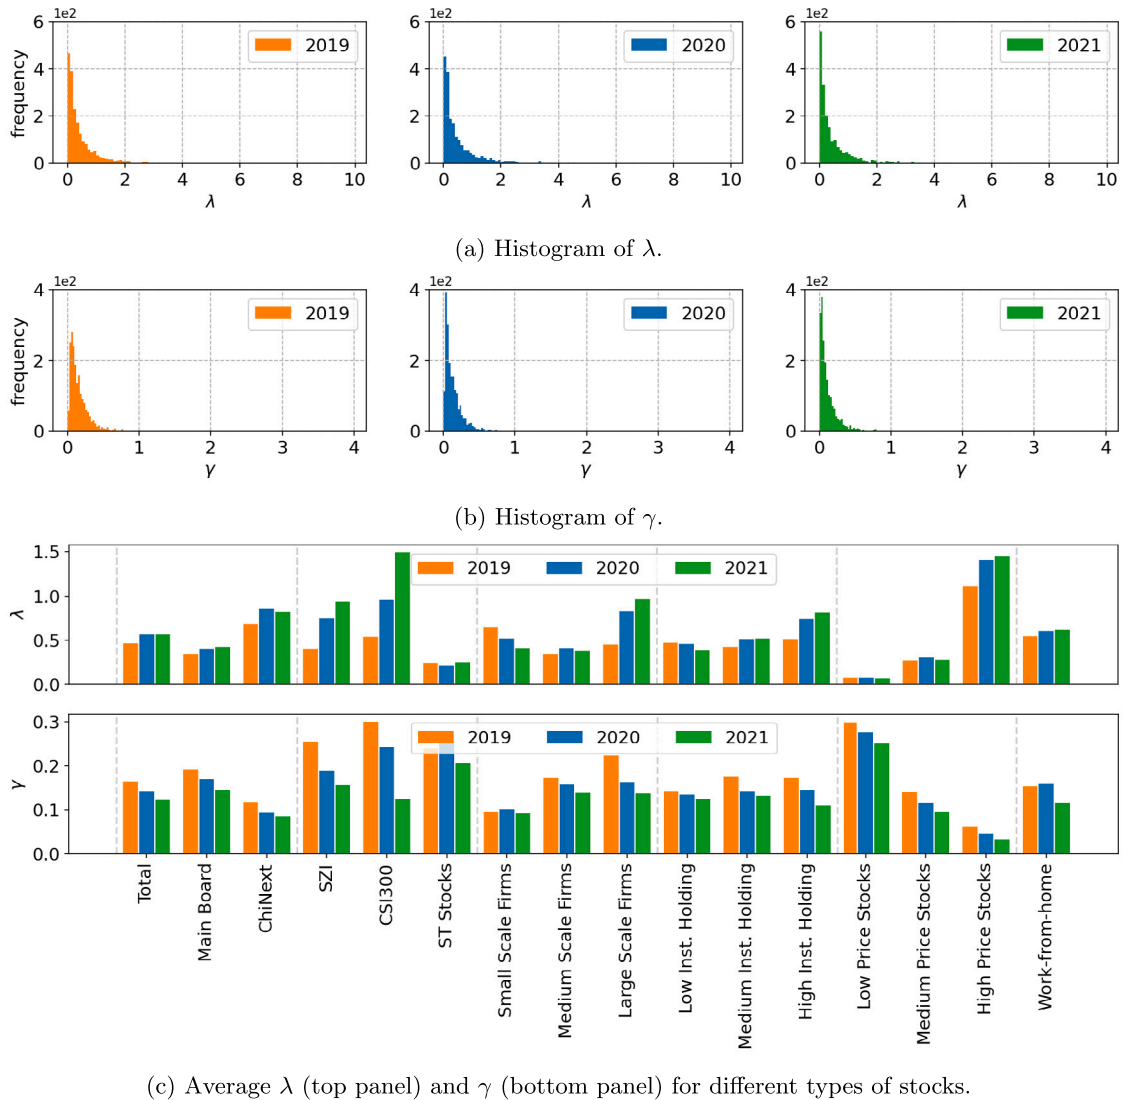 1e2 1e2 1e2
6 6 6
2019 2020 2021
4 4 4
frequency
2 2 2
0 0 0
0 2 4 6 8 10 0 2 4 6 8 10 0 2 4 6 8 10
λ λ λ
(a) Histogram of λ.
1e2 1e2 1e2
4 4 4
2019 2020 2021
frequency
2 2 2
0 0 0
0 1 2 3 4 0 1 2 3 4 0 1 2 3 4
γ γ γ
(b) Histogram of γ.
1.5
2019 2020 2021
1.0
λ
0.5
0.0
0.3
2019 2020 2021
0.2
γ
0.1
0.0
Total
Main Board
ChiNext
SZI
CSI300
ST Stocks
Small Scale Firms
Medium Scale Firms
Large Scale Firms
Low Inst. Holding
Medium Inst. Holding
High Inst. Holding
Low Price Stocks
Medium Price Stocks
High Price Stocks
Work-from-home
(c) Average λ (top panel) and γ (bottom panel) for different types of stocks.